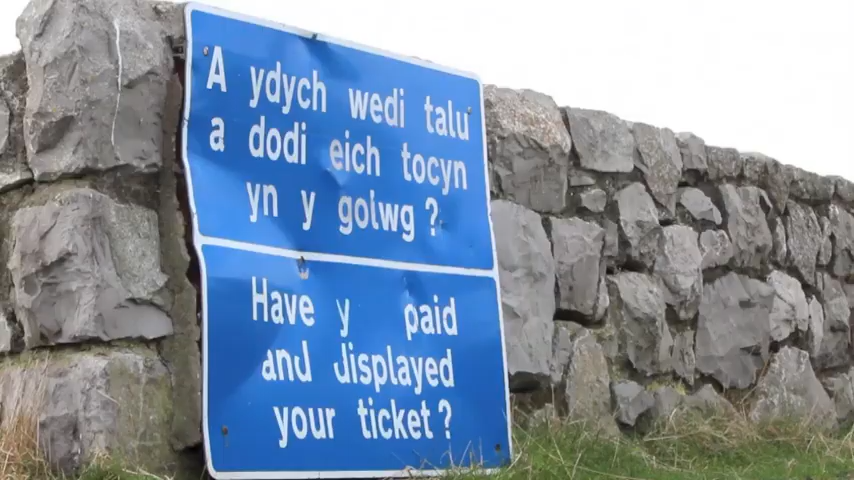 A ydych wedi talu
a dodi eich tocyn
yn y golwg ?
Have y paid
and displayed
your ticket ?